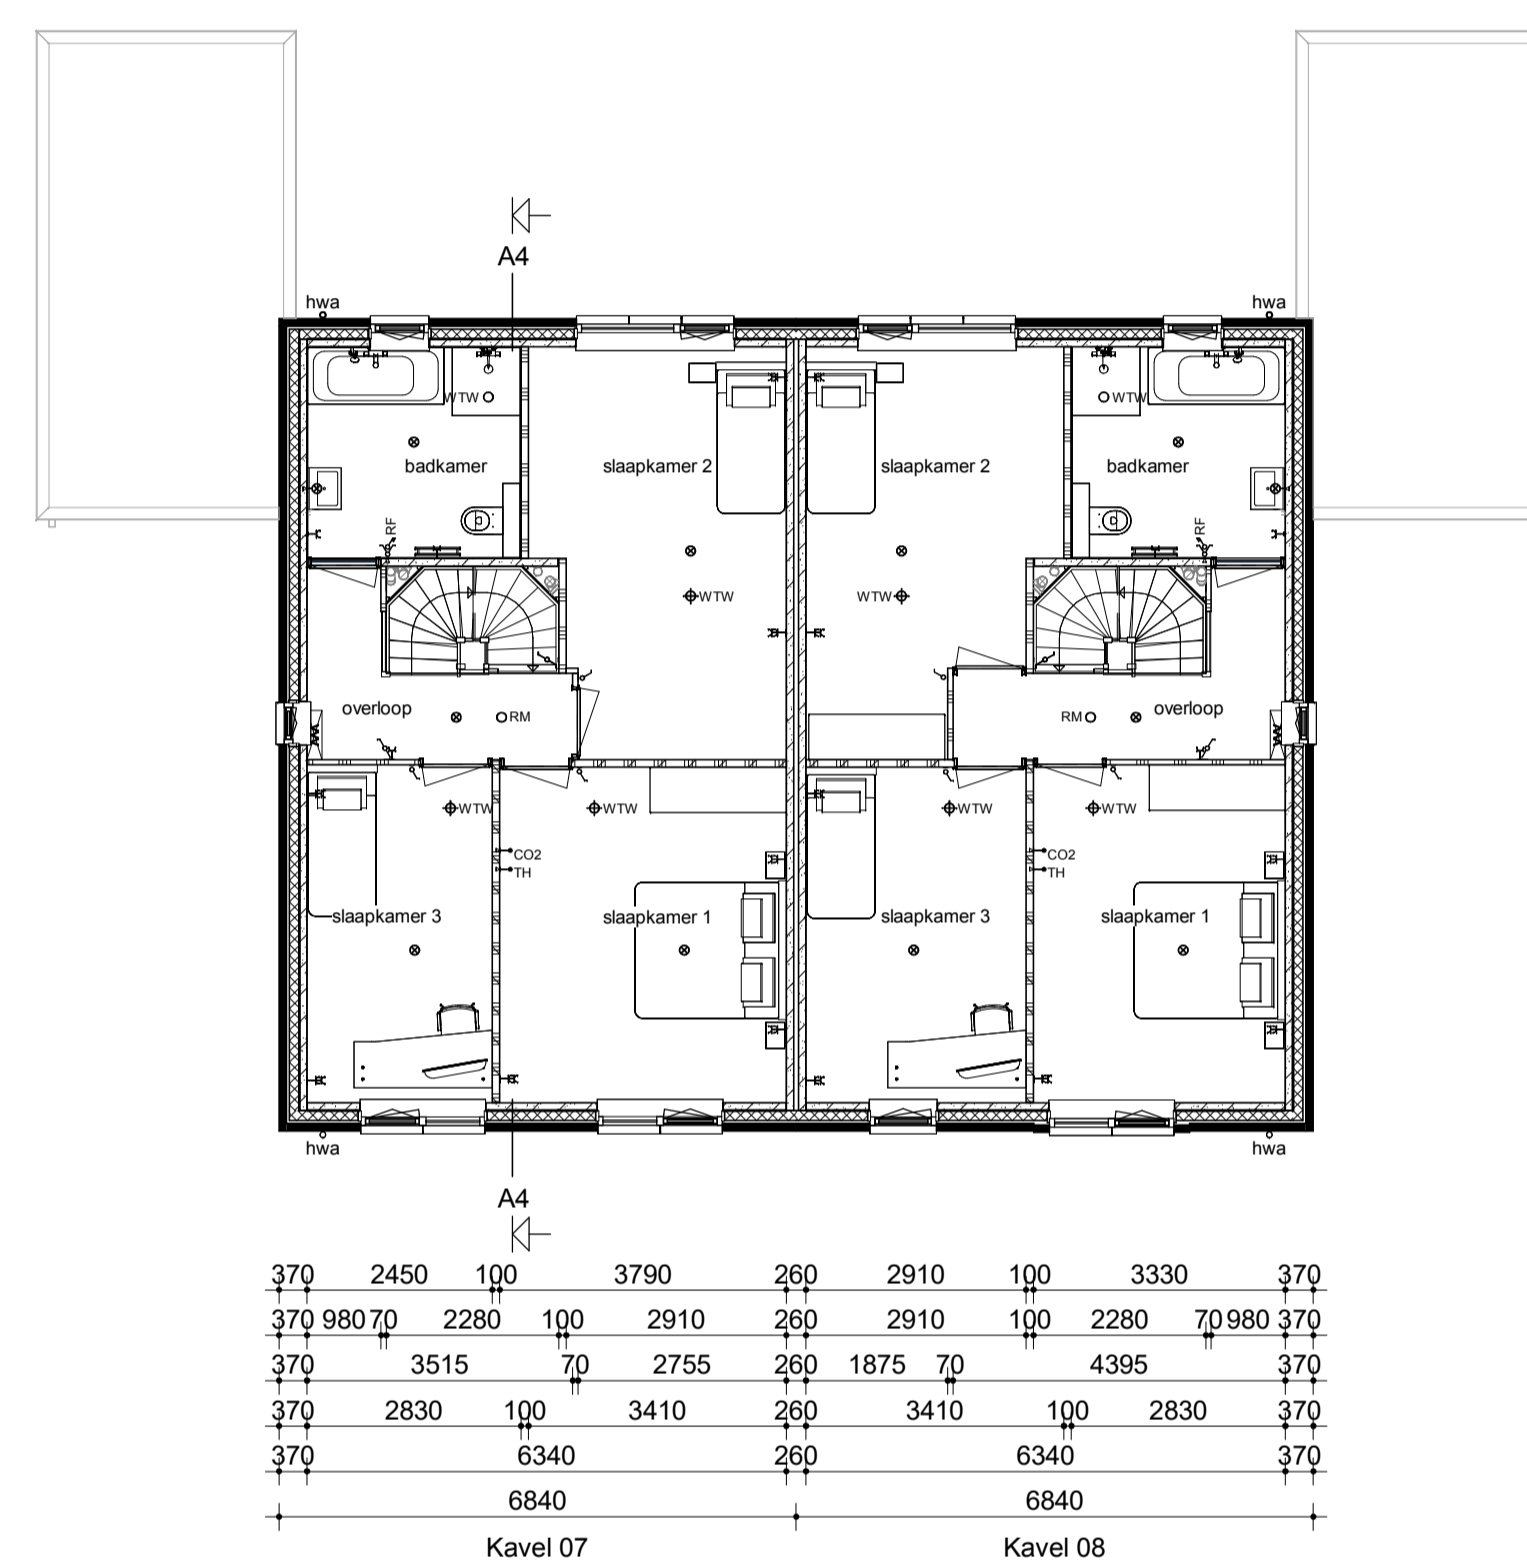 A4
hwa hwa
WTW WTW
badkamer slaapkamer 2 slaapkamer 2 badkamer
RF RF
WTW WTW
overloop RM RM overloop
WTW WTW WTW WTW
CO2 CO2
TH TH
slaapkamer 3 slaapkamer 1 slaapkamer 3 slaapkamer 1
hwa hwa
A4
370 2450 100 3790 260 2910 100 3330 370
370 980 70 2280 100 2910 260 2910 100 2280 70 980 370
370 3515 70 2755 260 1875 70 4395 370
370 2830 100 3410 260 3410 100 2830 370
370 6340 260 6340 370
6840 6840
Kavel 07 Kavel 08